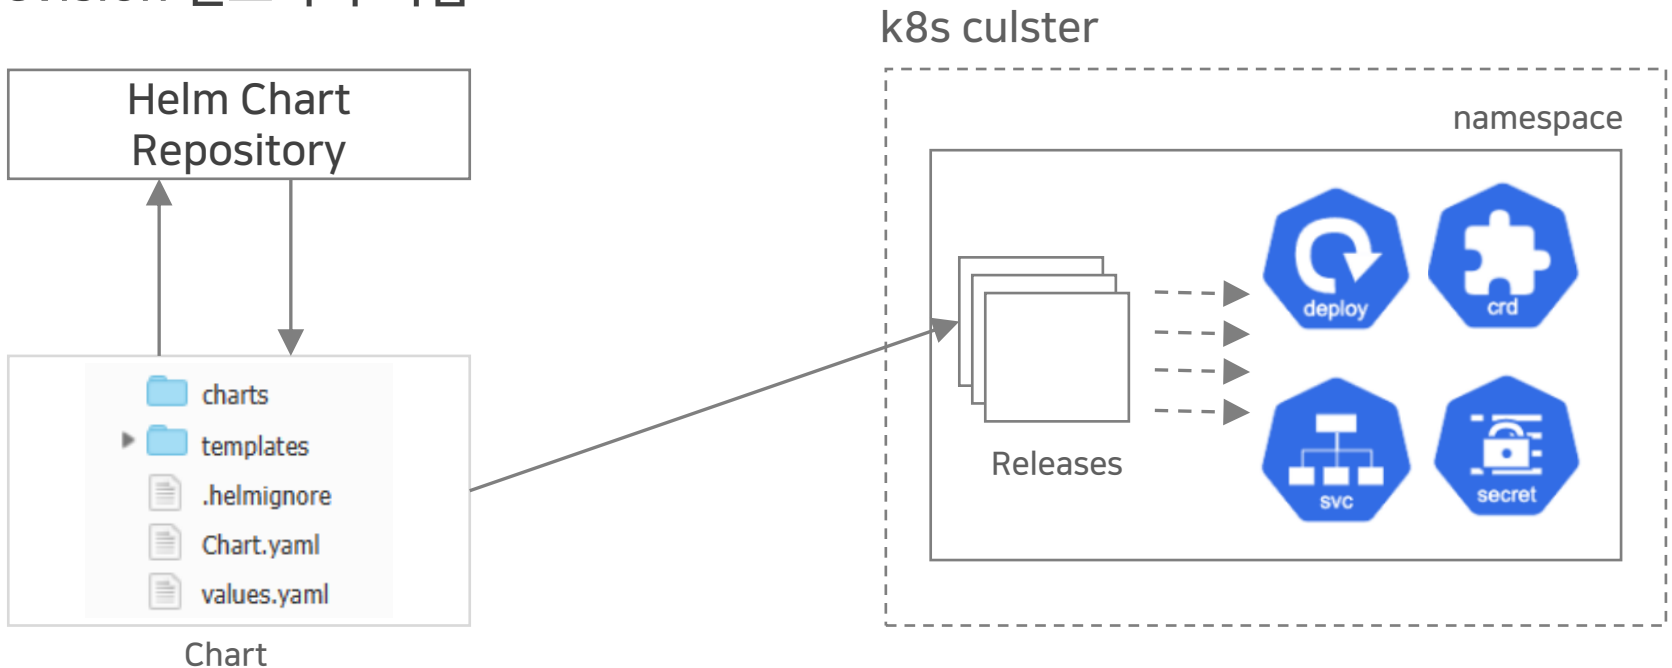 k8s culster
Helm Chart
Repository
namespace
deploy
crd
charts
templates
.helmignore
Chart.yaml
values.yaml
Releases
svc
secret
Chart